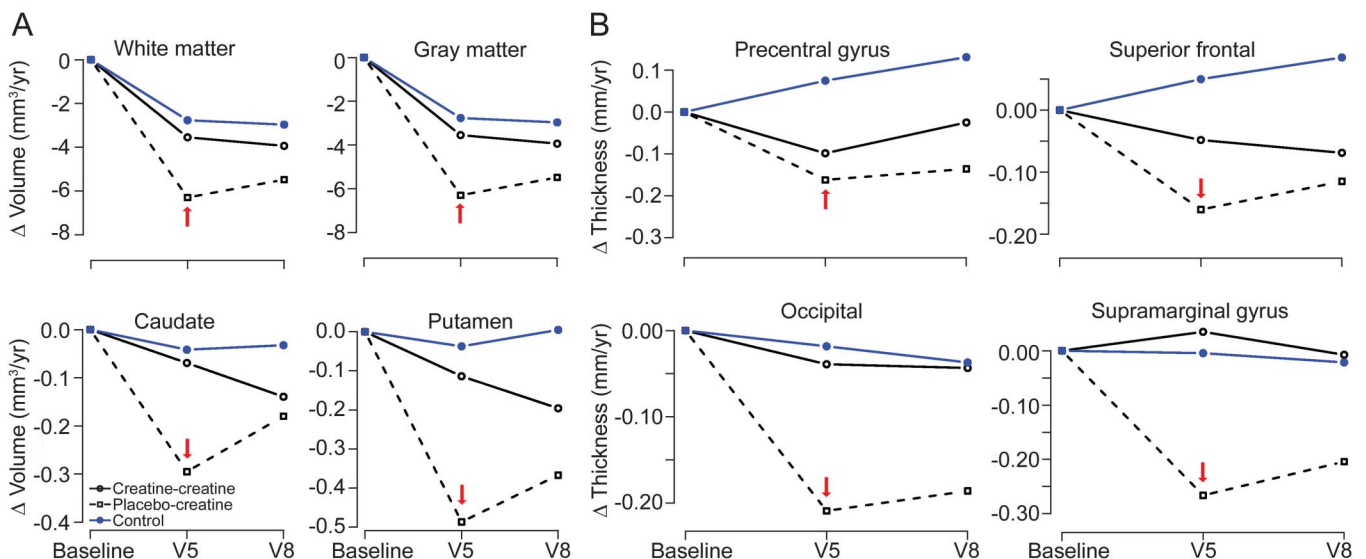 A
White matter
Δ Volume (mm³/yr)
0
-2
-4
-6
-8
Gray matter
0
-2
-4
-6
-8
Caudate
Δ Volume (mm³/yr)
0.0
-0.1
-0.2
-0.3
-0.4
Creatine-creatine
Placebo-creatine
Control
Baseline V5 V8
Putamen
0.0
-0.1
-0.2
-0.3
-0.4
-0.5
Baseline V5 V8
B
Precentral gyrus
Δ Thickness (mm/yr)
0.1
0.0
-0.1
-0.2
-0.3
Superior frontal
0.00
-0.10
-0.20
Occipital
Δ Thickness (mm/yr)
0.00
-0.10
-0.20
Baseline V5 V8
Supramarginal gyrus
0.00
-0.10
-0.20
-0.30
Baseline V5 V8